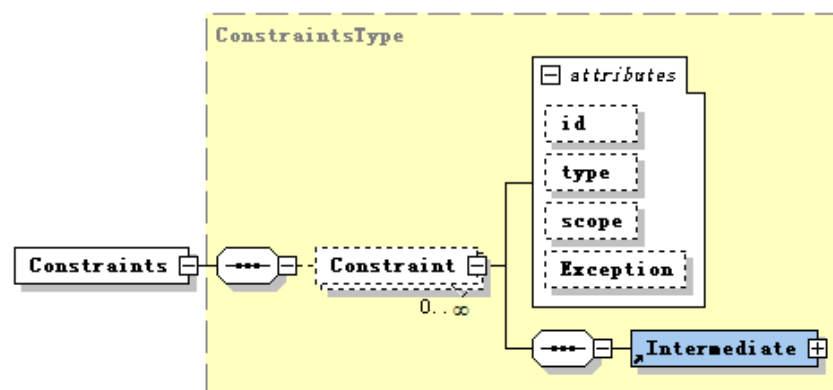 ConstraintsType
attributes
id
type
scope
Exception
Constraints
Constraint
0..∞
Intermediate